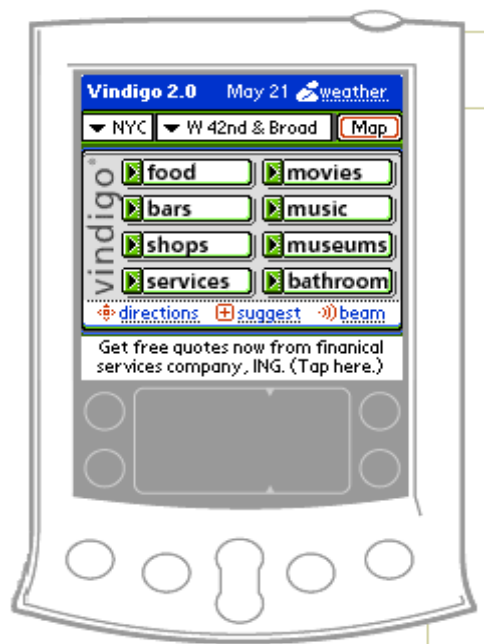 Vindigo 2.0 May 21 weather
NYC W 42nd & Broad Map
vindigo
food movies
bars music
shops museums
services bathroom
directions suggest beam
Get free quotes now from finanical
services company, ING. (Tap here.)